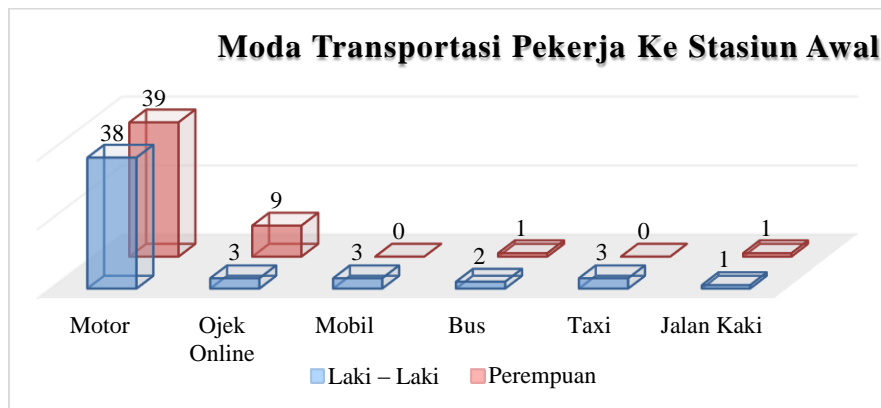 Moda Transportasi Pekerja Ke Stasiun Awal
39
38
9
3
0
3
1
2
0
3
1
1
Motor
Ojek Online
Mobil
Bus
Taxi
Jalan Kaki
Laki – Laki
Perempuan